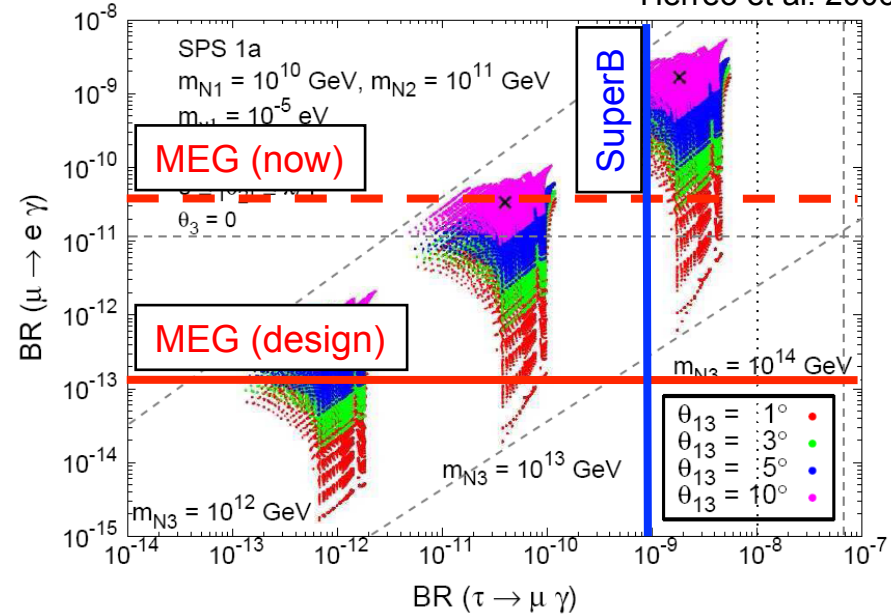 SPS 1a
m_N1 = 10^10 GeV, m_N2 = 10^11 GeV
= 10^-5 eV
MEG (now)
θ_3 = 0
MEG (design)
SuperB
m_N3 = 10^14 GeV
m_N3 = 10^13 GeV
m_N3 = 10^12 GeV
θ_13 = 1°
θ_13 = 3°
θ_13 = 5°
θ_13 = 10°
BR (μ → e γ)
10^-8
10^-9
10^-10
10^-11
10^-12
10^-13
10^-14
10^-15
10^-14 10^-13 10^-12 10^-11 10^-10 10^-9 10^-8 10^-7
BR (τ → μ γ)